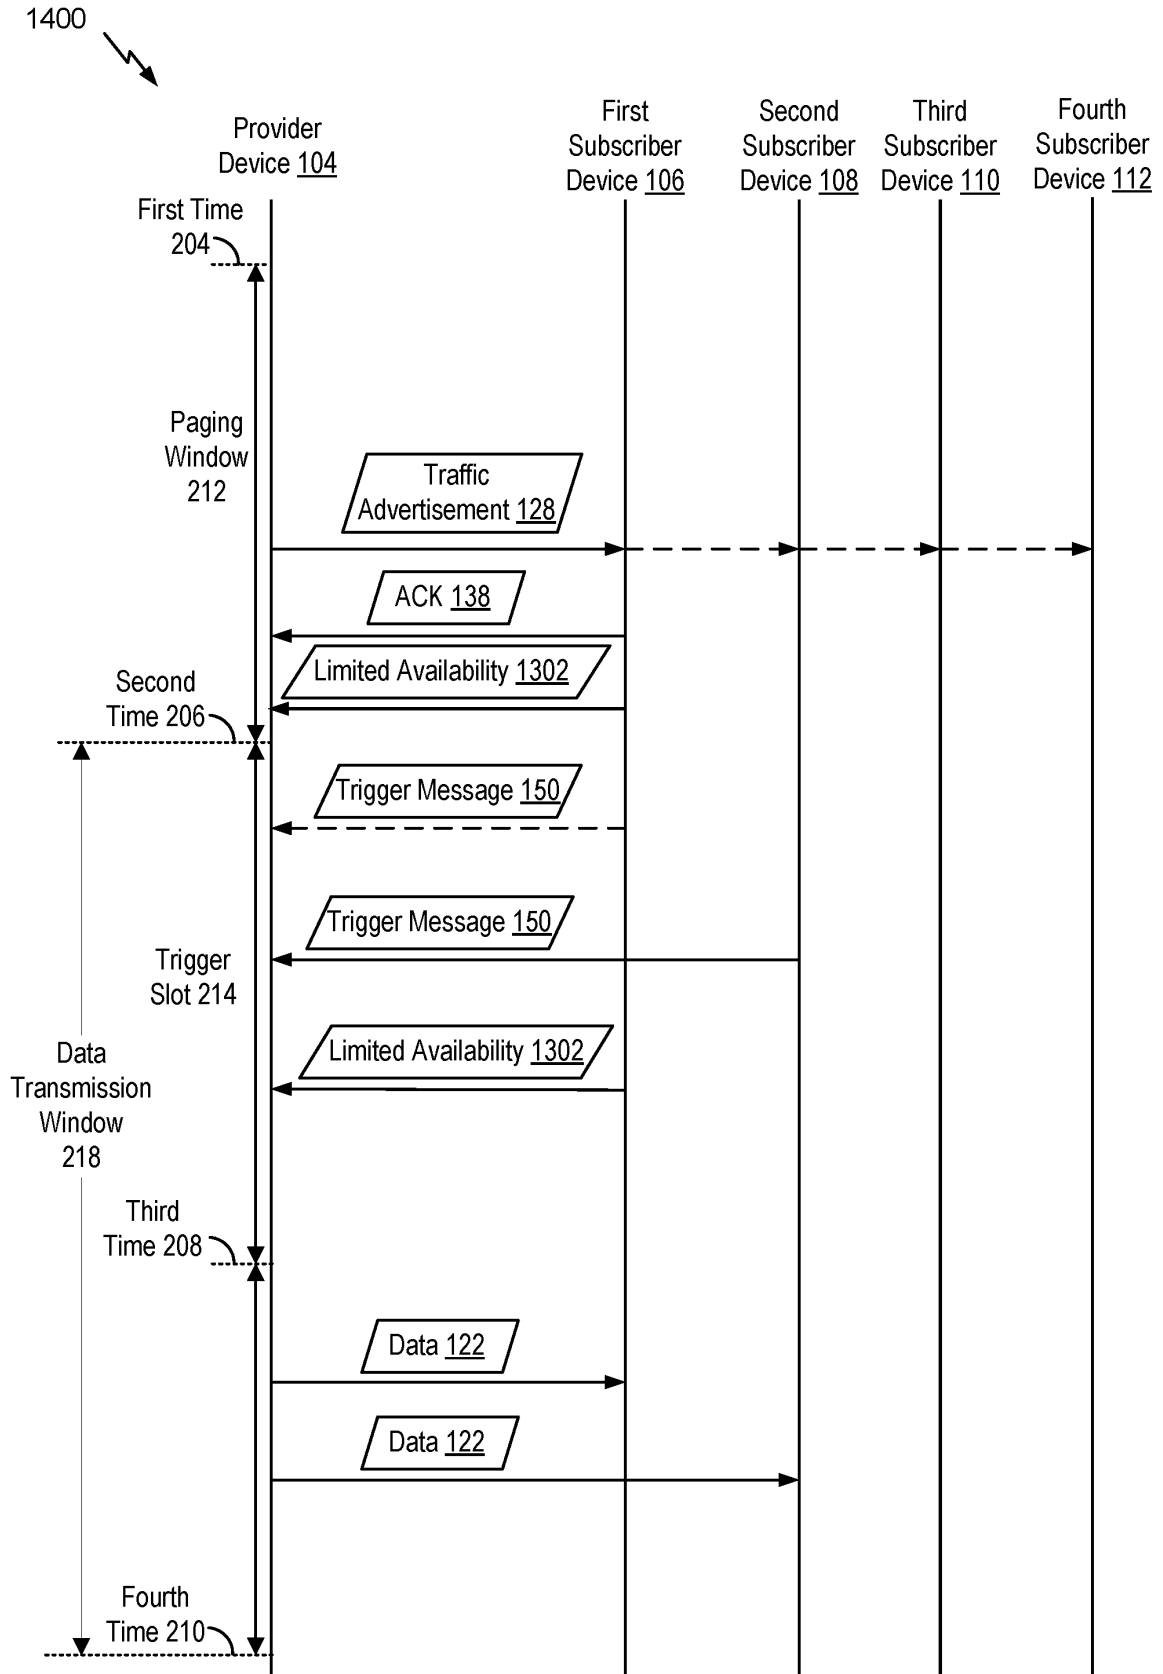 1400
Provider
Device 104
First
Subscriber
Device 106
Second
Subscriber
Device 108
Third
Subscriber
Device 110
Fourth
Subscriber
Device 112
First Time
204
Paging
Window
212
Traffic
Advertisement 128
ACK 138
Limited Availability 1302
Second
Time 206
Trigger Message 150
Trigger Message 150
Trigger
Slot 214
Limited Availability 1302
Data
Transmission
Window
218
Third
Time 208
Data 122
Data 122
Fourth
Time 210